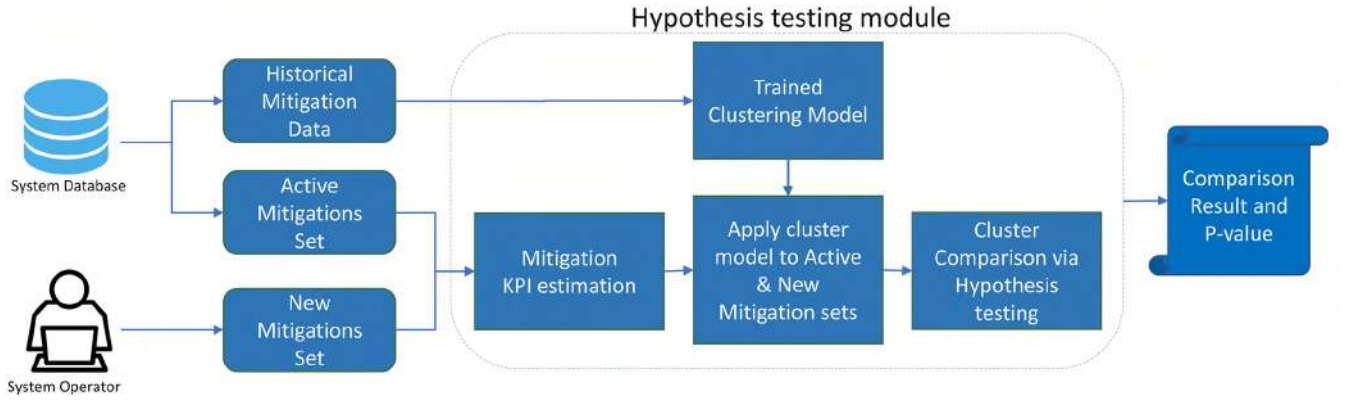 Hypothesis testing module
Historical
Mitigation
Data
Trained
Clustering Model
System Database
Active
Mitigations
Set
Comparison
Result and
P-value
Mitigation
KPI estimation
Apply cluster
model to Active
& New
Mitigation sets
Cluster
Comparison via
Hypothesis
testing
New
Mitigations
Set
System Operator